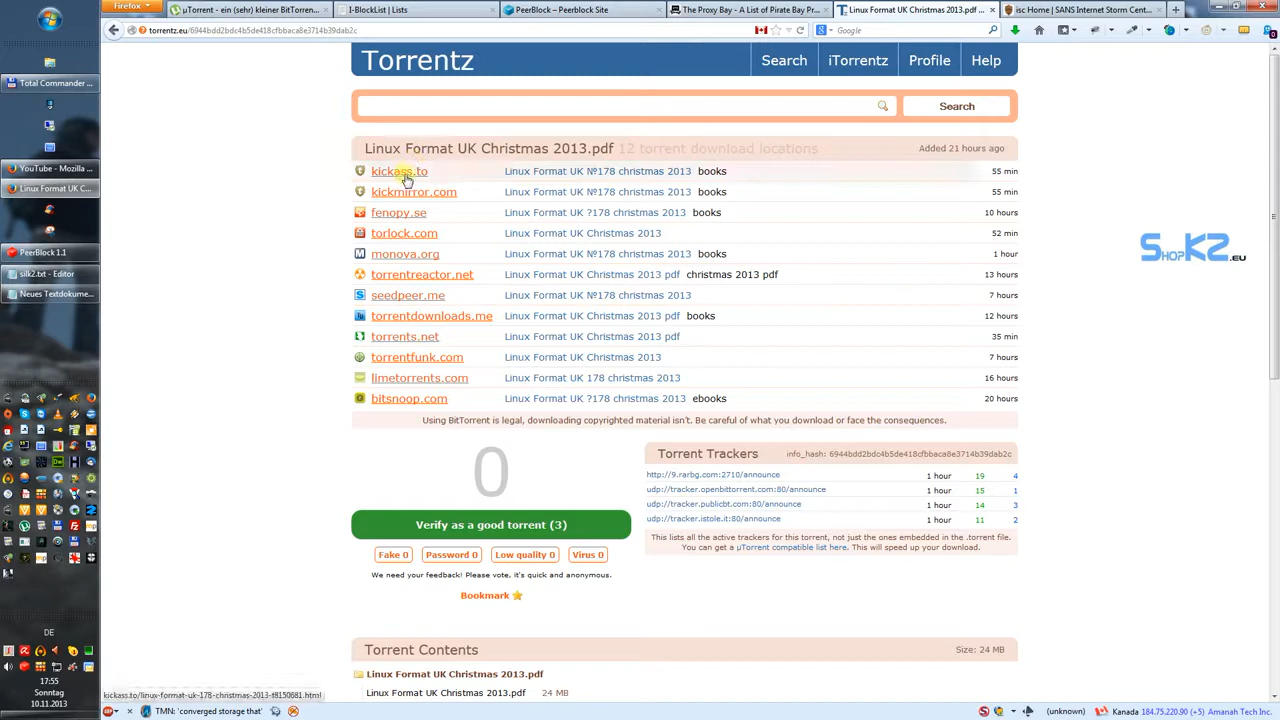 Firefox
µTorrent - ein (sehr) kleiner BitTorren...
I-BlockList | Lists
PeerBlock – Peerblock Site
The Proxy Bay - A List of Pirate Bay Pr...
Linux Format UK Christmas 2013.pdf ...
isc Home | SANS Internet Storm Cent...
torrentz.eu/6944bdd2bdc4b5de418cfbbaca8e3714b39dab2c
Google
Torrentz
Search
iTorrentz
Profile
Help
Search
Linux Format UK Christmas 2013.pdf 12 torrent download locations
Added 21 hours ago
kickass.to Linux Format UK №178 christmas 2013 books 55 min
kickmirror.com Linux Format UK №178 christmas 2013 books 55 min
fenopy.se Linux Format UK ?178 christmas 2013 books 10 hours
torlock.com Linux Format UK Christmas 2013 52 min
monova.org Linux Format UK №178 christmas 2013 books 1 hour
torrentreactor.net Linux Format UK Christmas 2013 pdf christmas 2013 pdf 13 hours
seedpeer.me Linux Format UK №178 christmas 2013 7 hours
torrentdownloads.me Linux Format UK Christmas 2013 pdf books 12 hours
torrents.net Linux Format UK Christmas 2013 pdf 35 min
torrentfunk.com Linux Format UK Christmas 2013 7 hours
limetorrents.com Linux Format UK 178 christmas 2013 16 hours
bitsnoop.com Linux Format UK ?178 christmas 2013 ebooks 20 hours
Using BitTorrent is legal, downloading copyrighted material isn't. Be careful of what you download or face the consequences.
0
Verify as a good torrent (3)
Fake 0
Password 0
Low quality 0
Virus 0
We need your feedback! Please vote, it's quick and anonymous.
Bookmark
Torrent Trackers info_hash: 6944bdd2bdc4b5de418cfbbaca8e3714b39dab2c
http://9.rarbg.com:2710/announce 1 hour 19 4
udp://tracker.openbittorrent.com:80/announce 1 hour 15 1
udp://tracker.publicbt.com:80/announce 1 hour 14 3
udp://tracker.istole.it:80/announce 1 hour 11 2
This lists all the active trackers for this torrent, not just the ones embedded in the .torrent file.
You can get a µTorrent compatible list here. This will speed up your download.
Torrent Contents Size: 24 MB
Linux Format UK Christmas 2013.pdf
Linux Format UK Christmas 2013.pdf 24 MB
Total Commander ...
YouTube - Mozilla ...
Linux Format UK C...
PeerBlock 1.1
silk2.txt - Editor
Neues Textdokume...
DE
17:55
Sonntag
10.11.2013
ShopKZ.eu
kickass.to/linux-format-uk-178-christmas-2013-t8150681.html
TMN: 'converged storage that'
(unknown)
Kanada 184.75.220.90 (+5) Amanah Tech Inc.